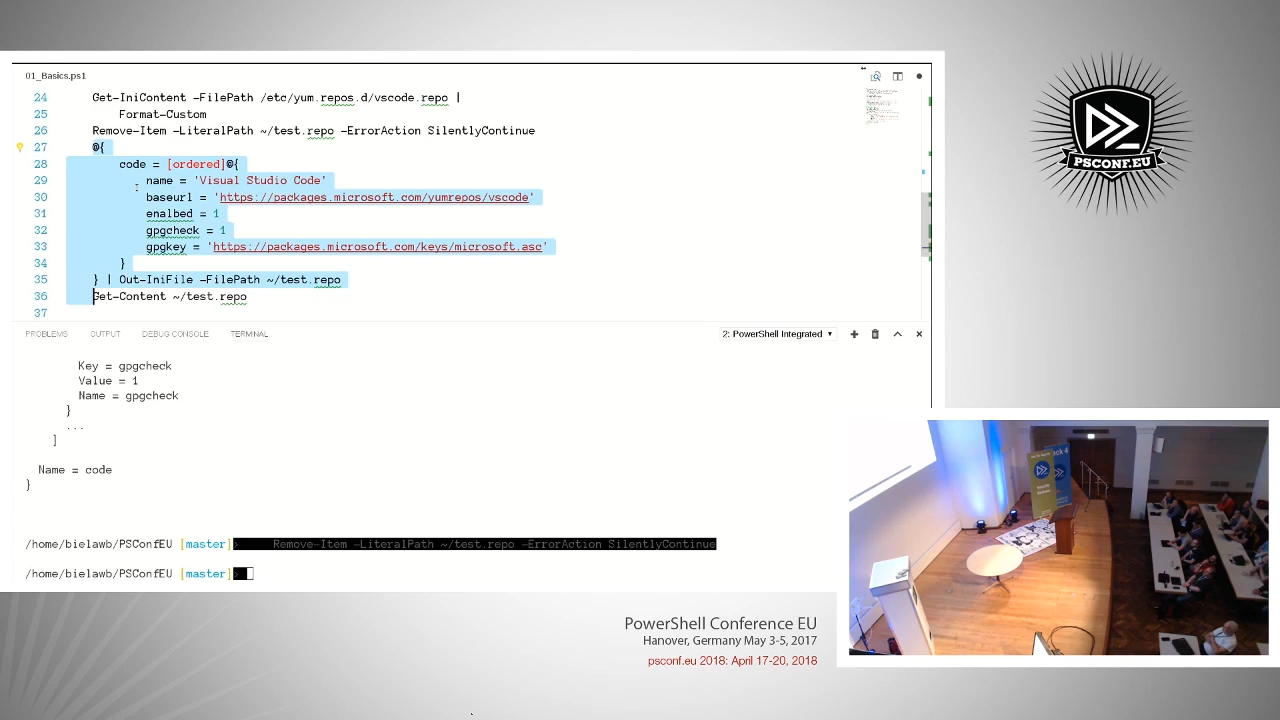 01_Basics.ps1
24 Get-IniContent -FilePath /etc/yum.repos.d/vscode.repo |
25 Format-Custom
26 Remove-Item -LiteralPath ~/test.repo -ErrorAction SilentlyContinue
27 @{
28 code = [ordered]@{
29 name = 'Visual Studio Code'
30 baseurl = 'https://packages.microsoft.com/yumrepos/vscode'
31 enalbed = 1
32 gpgcheck = 1
33 gpgkey = 'https://packages.microsoft.com/keys/microsoft.asc'
34 }
35 } | Out-IniFile -FilePath ~/test.repo
36 Get-Content ~/test.repo
37
PROBLEMS OUTPUT DEBUG CONSOLE TERMINAL 2: PowerShell Integrated
Key = gpgcheck
Value = 1
Name = gpgcheck
}
...
]
Name = code
}
/home/bielawb/PSConfEU [master]> Remove-Item -LiteralPath ~/test.repo -ErrorAction SilentlyContinue
/home/bielawb/PSConfEU [master]>
PSCONF.EU
PowerShell Conference EU
Hanover, Germany May 3-5, 2017
psconf.eu 2018: April 17-20, 2018